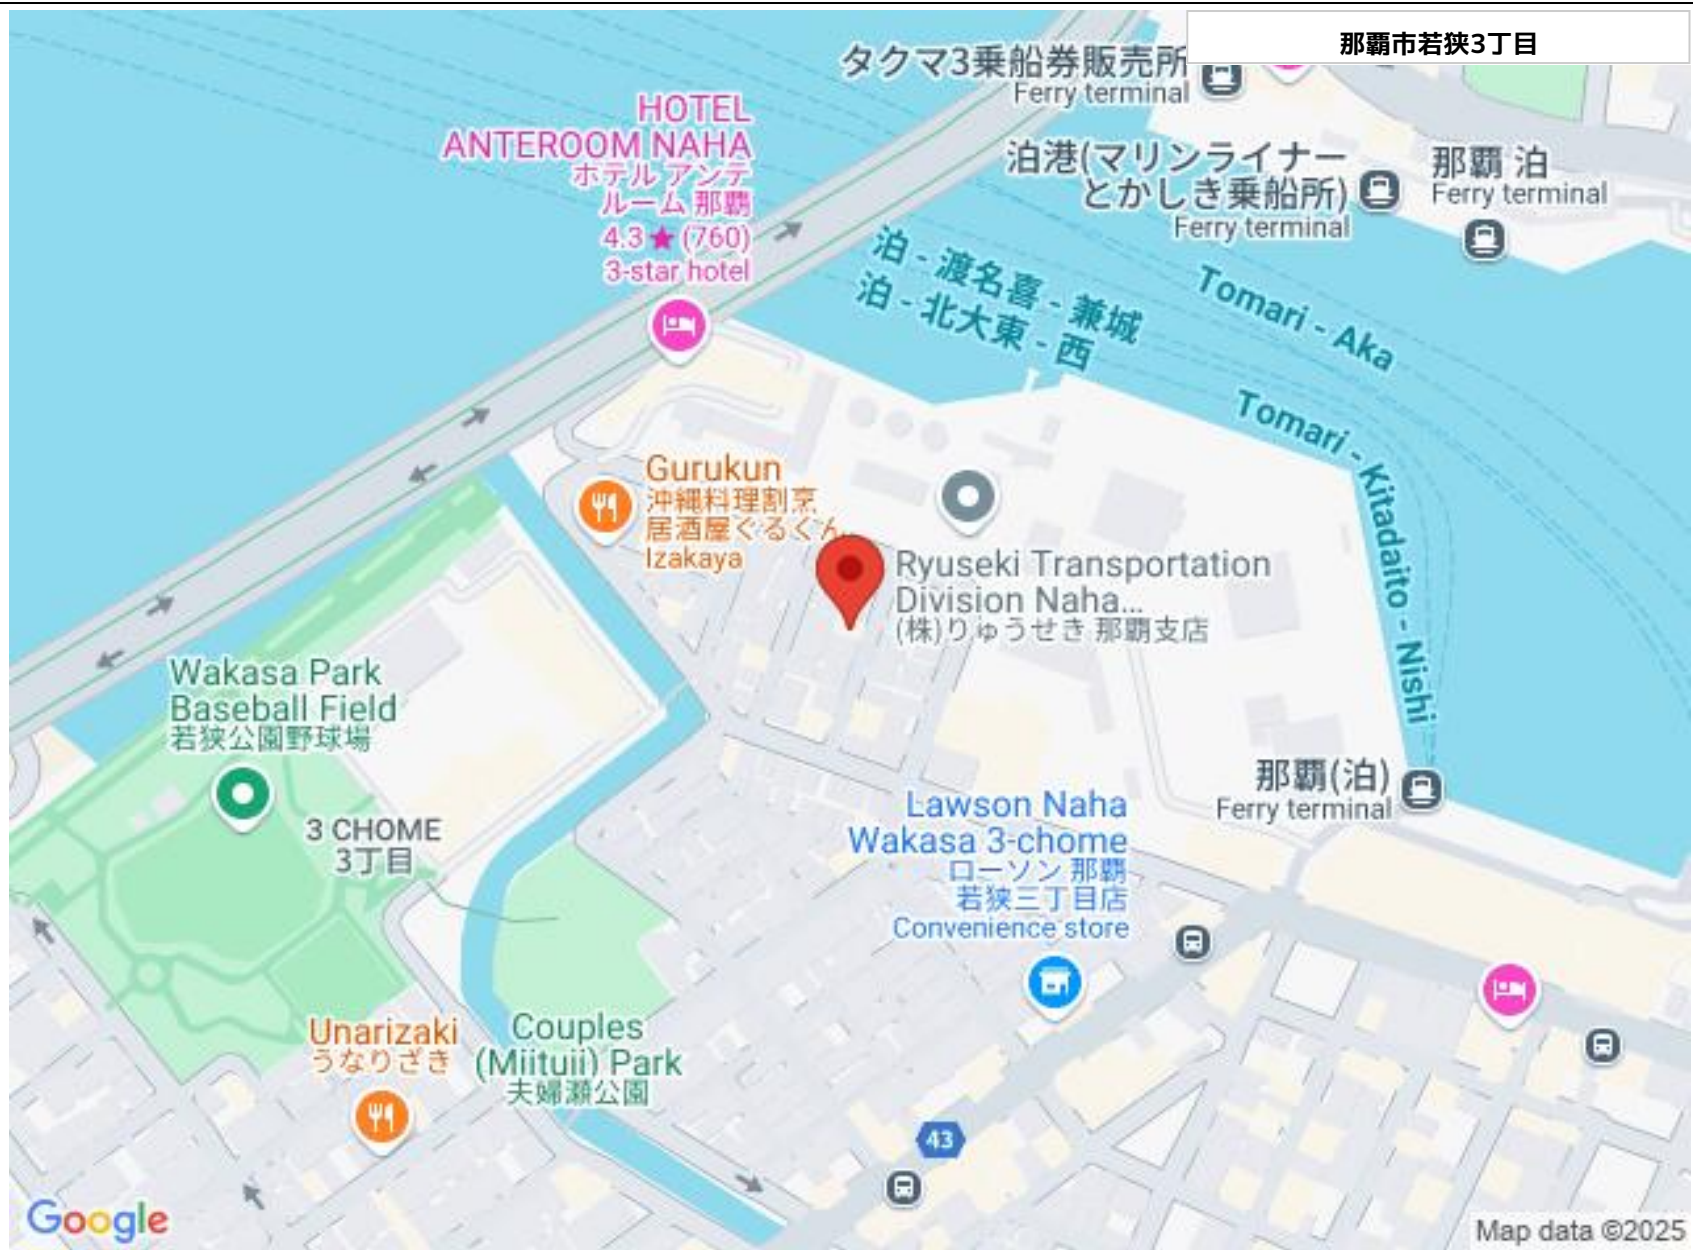 那覇市若狭3丁目
タクマ3乗船券販売所
Ferry terminal
HOTEL
ANTEROOM NAHA
ホテル アンテ
ルーム 那覇
4.3★(760)
3-star hotel
泊港(マリンライナー
とかしき乗船所)
Ferry terminal
那覇 泊
Ferry terminal
泊 - 渡名喜 - 兼城
泊 - 北大東 - 西
Tomari - Aka
Tomari - Kitadaito - Nishi
Gurukun
沖縄料理割烹
居酒屋ぐるくん...
Izakaya
Ryuseki Transportation
Division Naha...
(株)りゅうせき 那覇支店
Wakasa Park
Baseball Field
若狭公園野球場
3 CHOME
3丁目
那覇(泊)
Ferry terminal
Lawson Naha
Wakasa 3-chome
ローソン 那覇
若狭三丁目店
Convenience store
Unarizaki
うなりざき
Couples
(Miituii) Park
夫婦瀬公園
43
Google
Map data ©2025